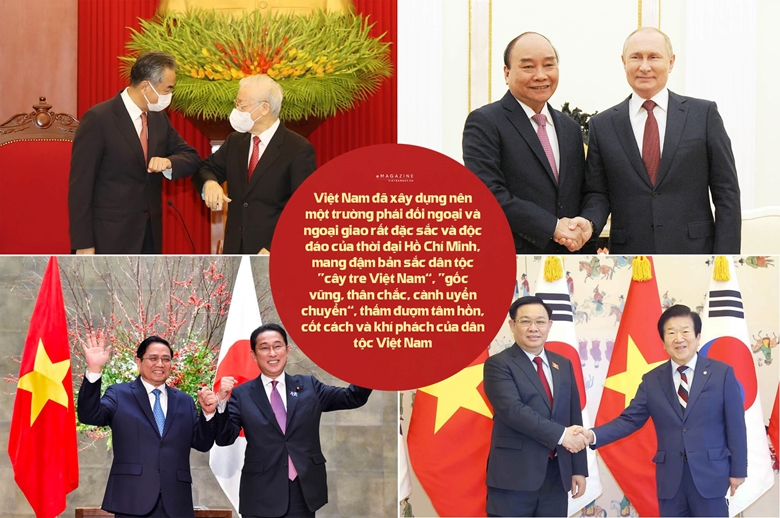 eMAGAZINE
Việt Nam đã xây dựng nên
một trường phái đối ngoại và
ngoại giao rất đặc sắc và độc
đáo của thời đại Hồ Chí Minh,
mang đậm bản sắc dân tộc
"cây tre Việt Nam", "gốc
vững, thân chắc, cành uyển
chuyển", thấm đượm tâm hồn,
cốt cách và khí phách của dân
tộc Việt Nam